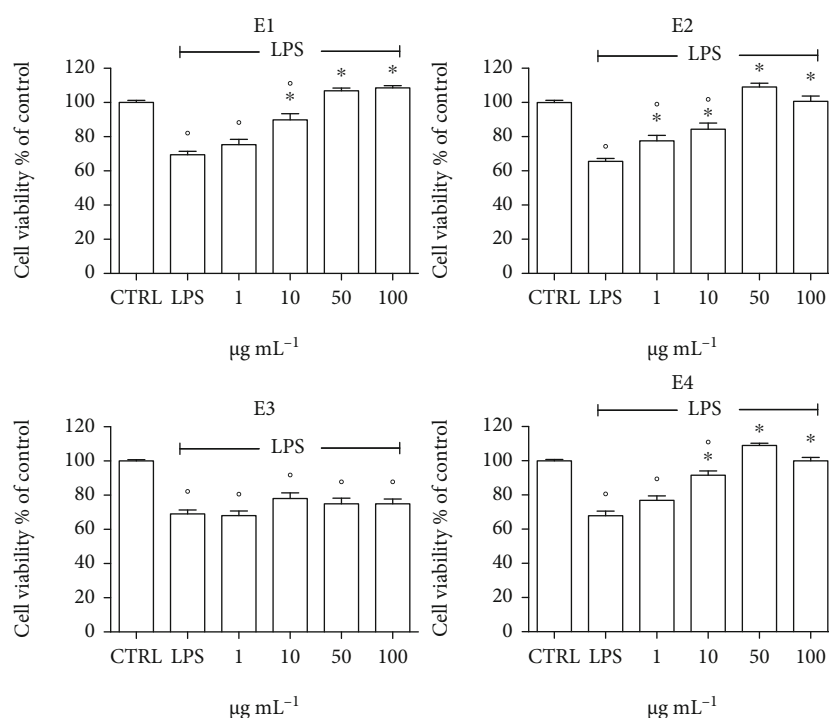 E1
LPS
Cell viability % of control
120
100
80
60
40
20
0
° ° ° * * *
CTRL LPS 1 10 50 100
µg mL⁻¹
E2
LPS
Cell viability % of control
120
100
80
60
40
20
0
° ° * ° * * *
CTRL LPS 1 10 50 100
µg mL⁻¹
E3
LPS
Cell viability % of control
120
100
80
60
40
20
0
° ° ° ° °
CTRL LPS 1 10 50 100
µg mL⁻¹
E4
LPS
Cell viability % of control
120
100
80
60
40
20
0
° ° ° * * *
CTRL LPS 1 10 50 100
µg mL⁻¹